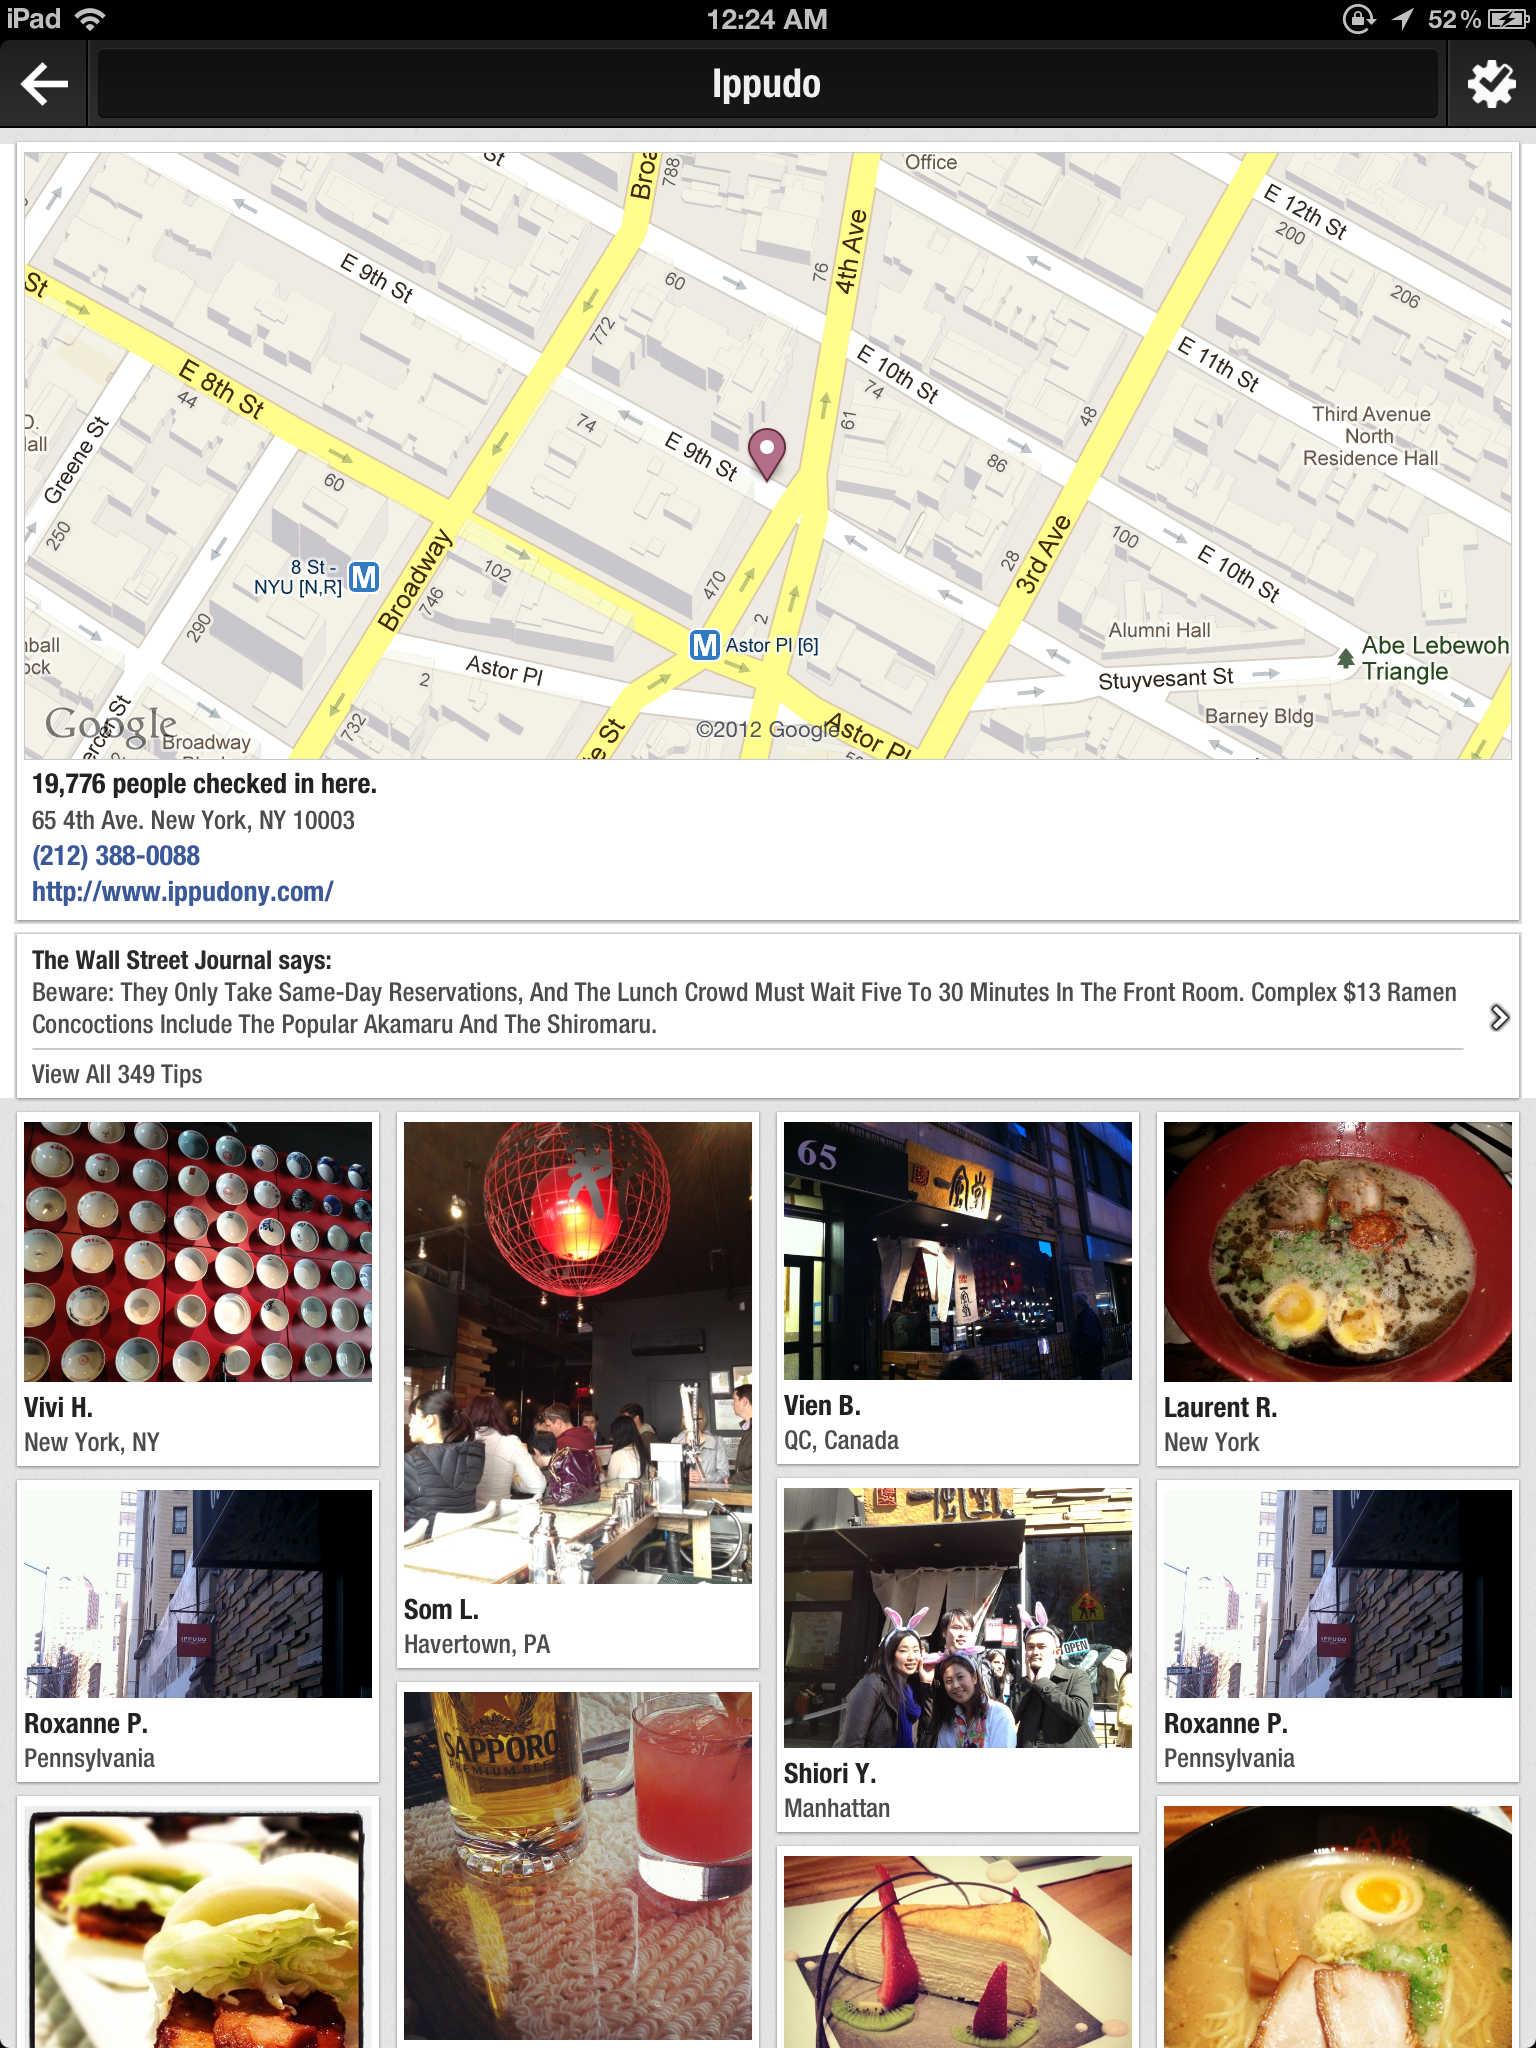 iPad
12:24 AM
52%
Ippudo
St
Broa
788
Office
E 12th St
200
4th Ave
76
E 9th St
60
206
St
772
E 10th St
E 11th St
E 8th St
44
74
61
48
Third Avenue
North
Residence Hall
Greene St
74
E 9th St
86
60
250
100
8 St -
NYU [N,R]
M
Broadway
102
746
470
2
28
3rd Ave
E 10th St
290
M
Astor Pl [6]
Alumni Hall
Abe Lebewoh
Triangle
Astor Pl
2
Stuyvesant St
Google
Broadway
732
©2012 Google
Astor Pl
Barney Bldg
19,776 people checked in here.
65 4th Ave. New York, NY 10003
(212) 388-0088
http://www.ippudony.com/
The Wall Street Journal says:
Beware: They Only Take Same-Day Reservations, And The Lunch Crowd Must Wait Five To 30 Minutes In The Front Room. Complex $13 Ramen
Concoctions Include The Popular Akamaru And The Shiromaru.
View All 349 Tips
65
一風堂
Vivi H.
New York, NY
Vien B.
QC, Canada
Laurent R.
New York
OPEN
IPPUDO
Som L.
Havertown, PA
IPPUDO
Roxanne P.
Pennsylvania
SAPPORO
PREMIUM BEER
Shiori Y.
Manhattan
Roxanne P.
Pennsylvania